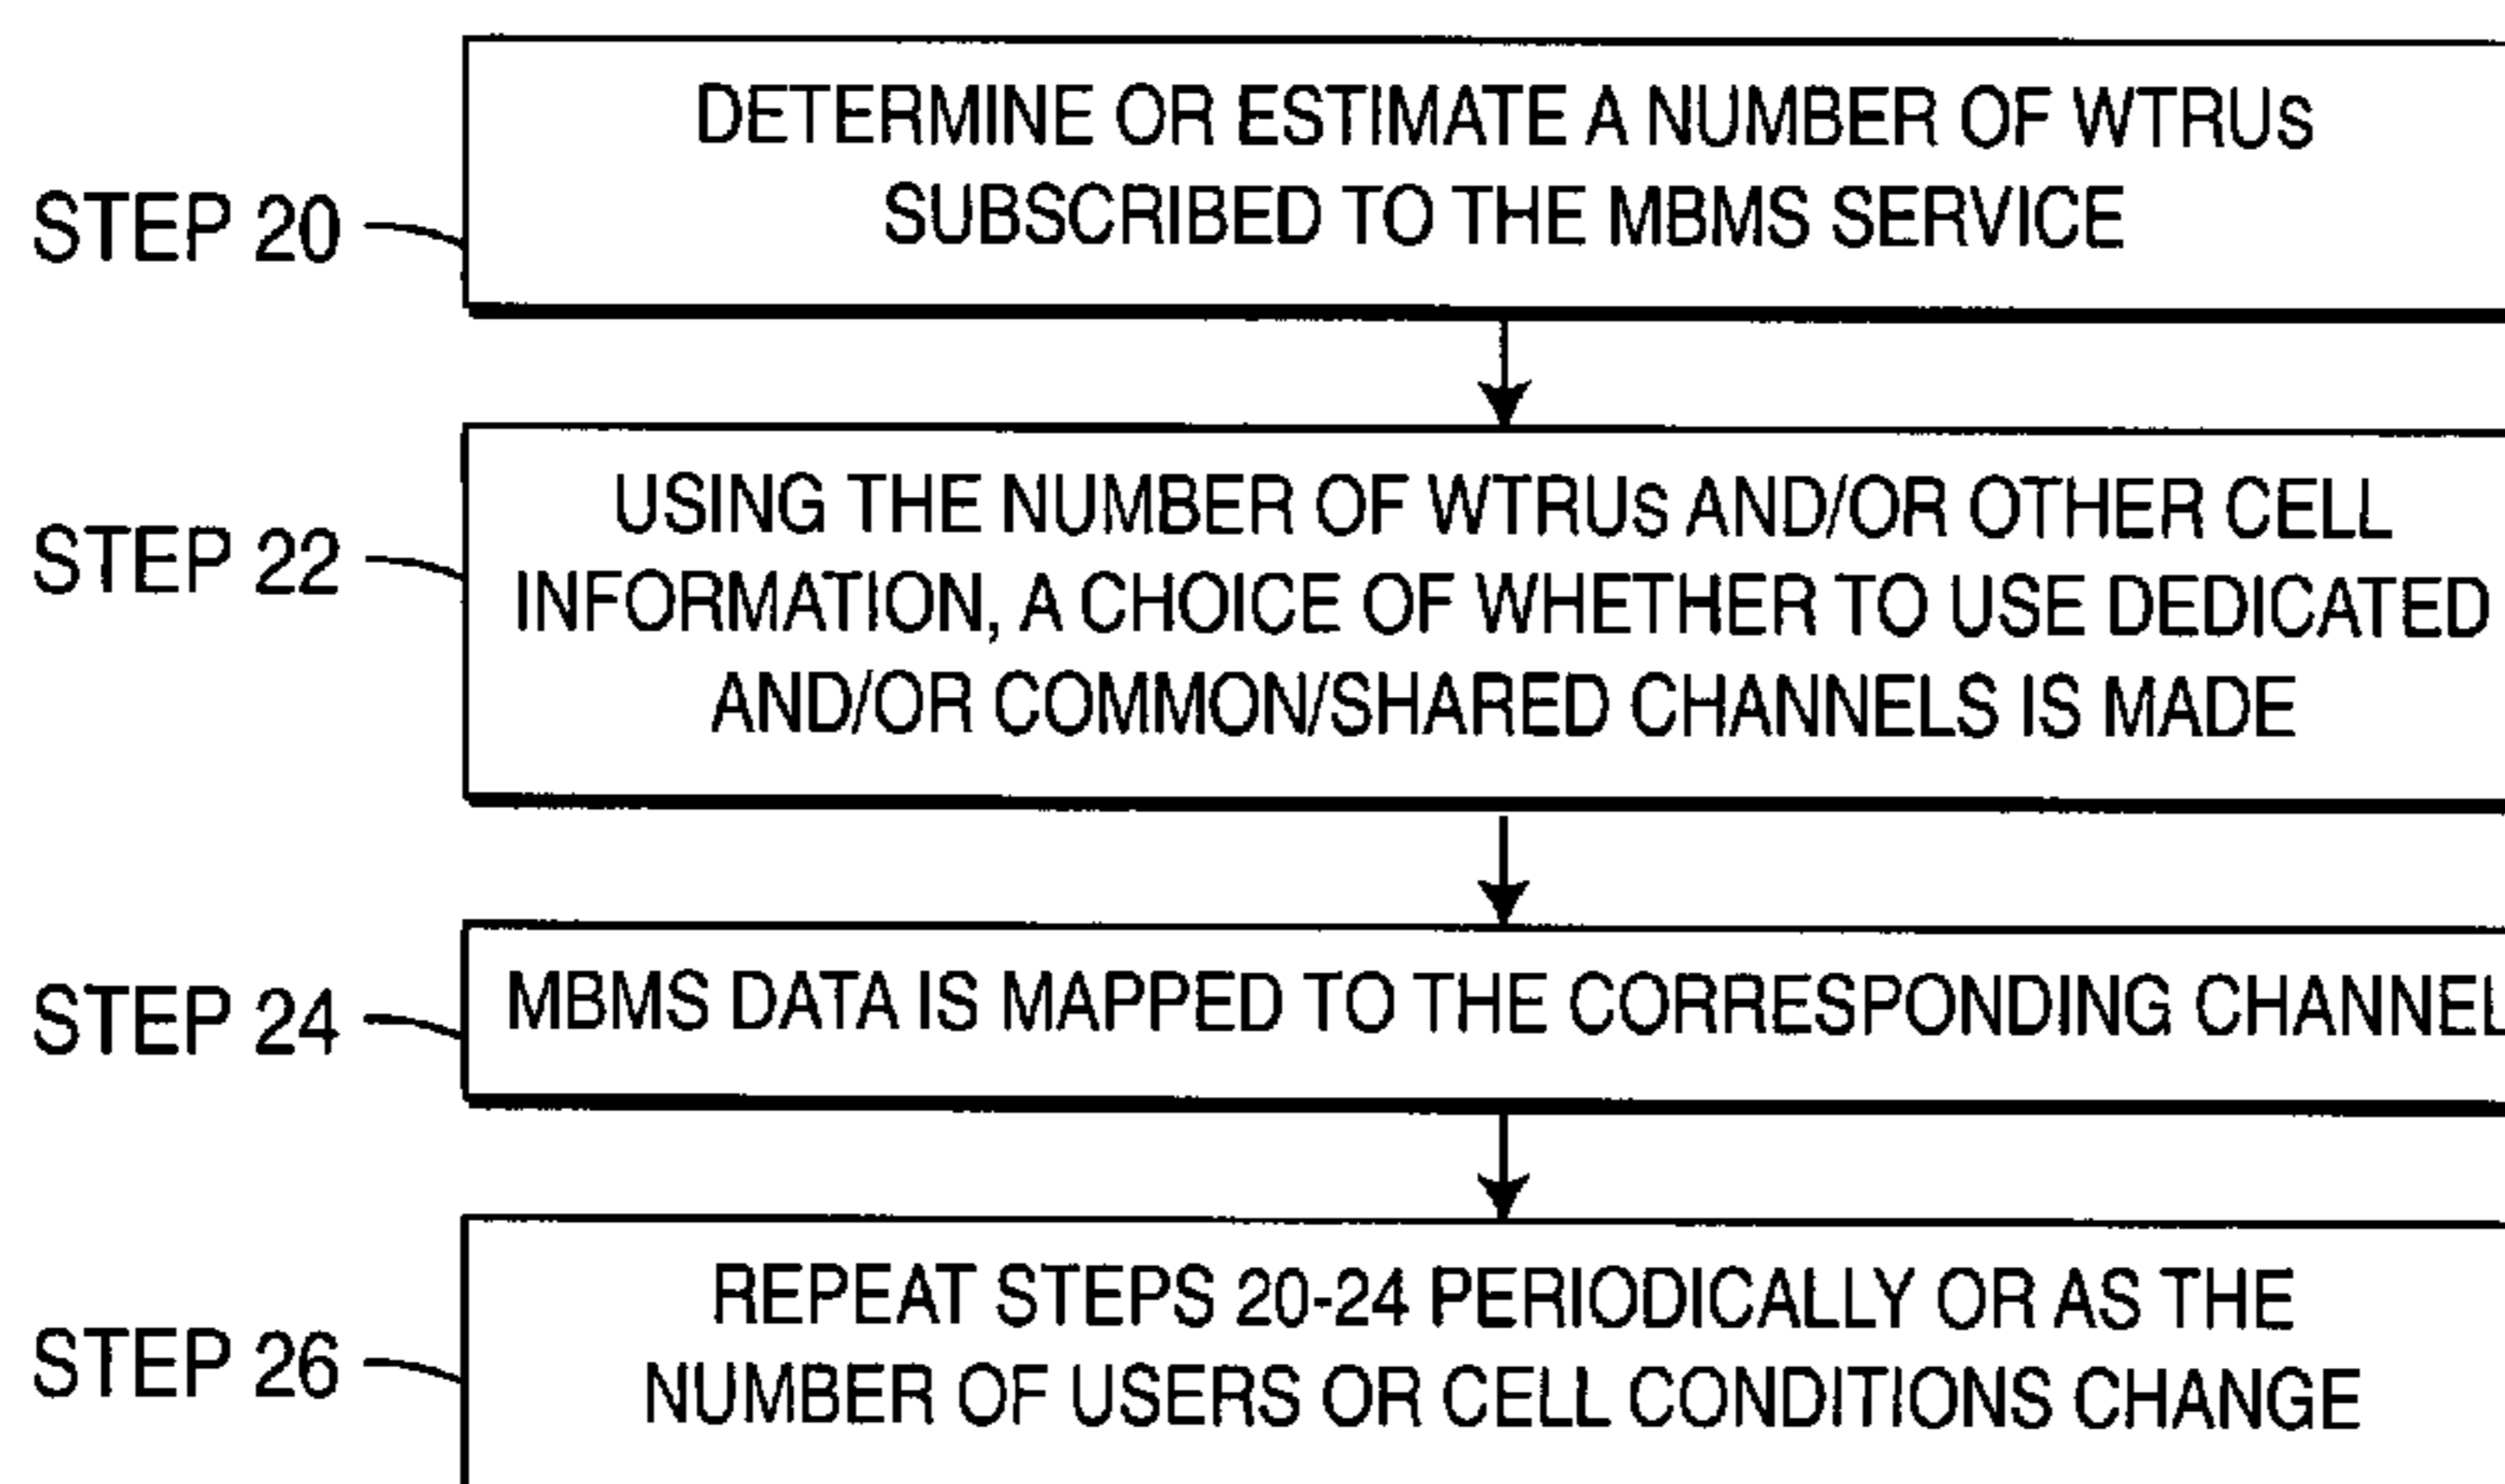 DETERMINE OR ESTIMATE A NUMBER OF WTRUs
SUBSCRIBED TO THE MBMS SERVICE
STEP 20
USING THE NUMBER OF WTRUs AND/OR OTHER CELL
INFORMATION, A CHOICE OF WHETHER TO USE DEDICATED
AND/OR COMMON/SHARED CHANNELS IS MADE
STEP 22
MBMS DATA IS MAPPED TO THE CORRESPONDING CHANNEL
STEP 24
REPEAT STEPS 20-24 PERIODICALLY OR AS THE
NUMBER OF USERS OR CELL CONDITIONS CHANGE
STEP 26